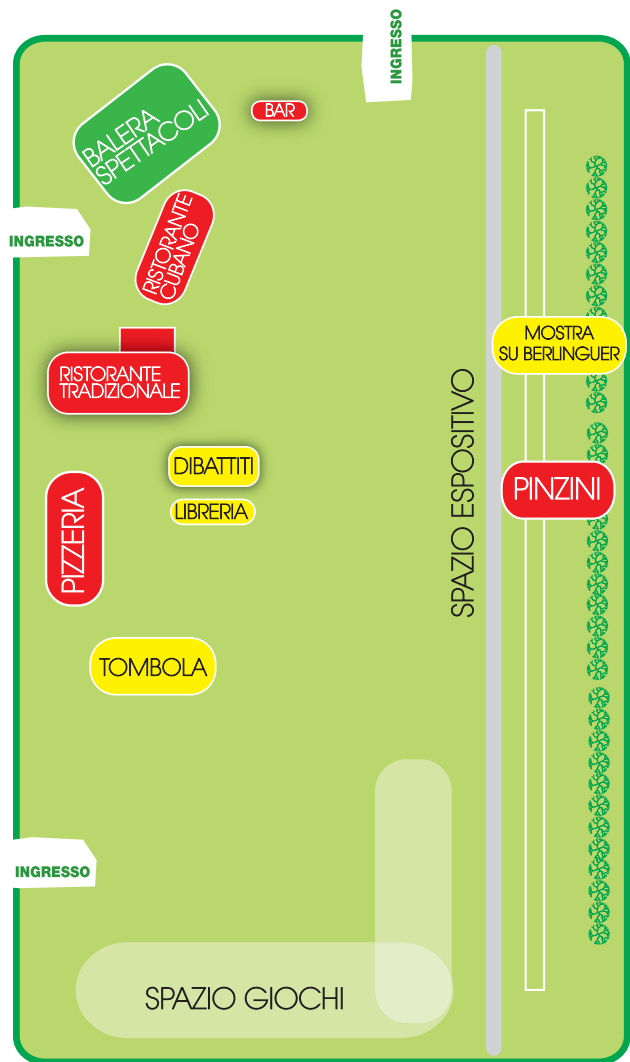 INGRESSO
BAR
BALERA
SPETTACOLI
RISTORANTE
CUBANO
INGRESSO
MOSTRA
SU BERLINGUER
RISTORANTE
TRADIZIONALE
SPAZIO ESPOSITIVO
DIBATTITI
PINZINI
LIBRERIA
PIZZERIA
TOMBOLA
INGRESSO
SPAZIO GIOCHI